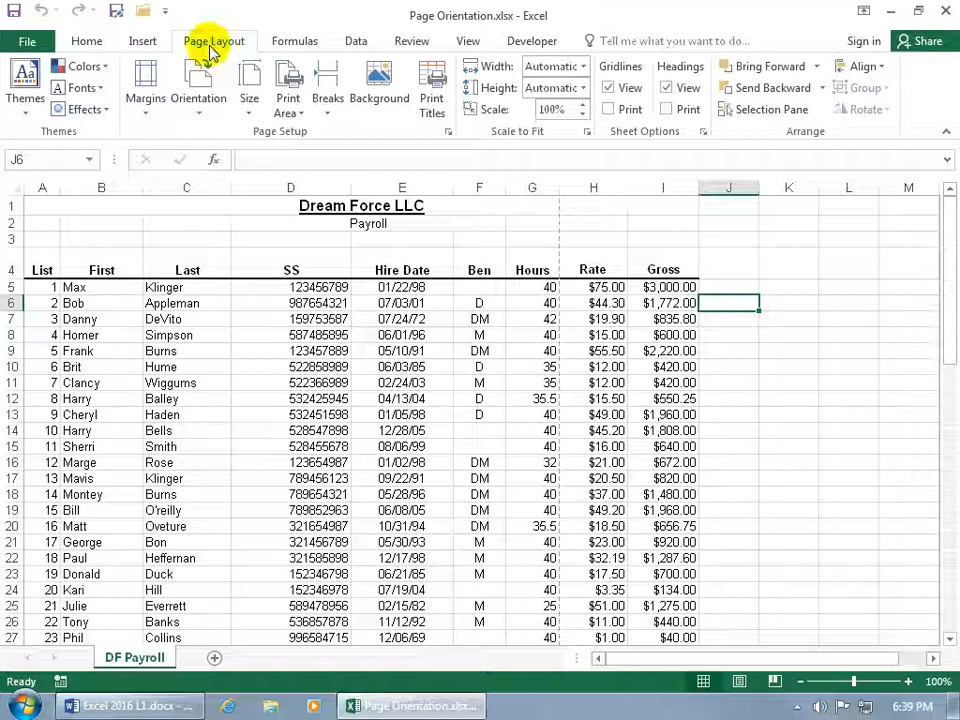 Page Orientation.xlsx - Excel
File Home Insert Page Layout Formulas Data Review View Developer Tell me what you want to do... Sign in Share
Themes Colors Fonts Effects Margins Orientation Size Print Area Breaks Background Print Titles Width: Automatic Height: Automatic Scale: 100% Gridlines View Print Headings View Print Bring Forward Send Backward Selection Pane Align Group Rotate
Themes Page Setup Scale to Fit Sheet Options Arrange
J6 fx
A B C D E F G H I J K L M
1 Dream Force LLC
2 Payroll
3
4 List First Last SS Hire Date Ben Hours Rate Gross
5 1 Max Klinger 123456789 01/22/98 40 $75.00 $3,000.00
6 2 Bob Appleman 987654321 07/03/01 D 40 $44.30 $1,772.00
7 3 Danny DeVito 159753587 07/24/72 DM 42 $19.90 $835.80
8 4 Homer Simpson 587485895 06/01/96 M 40 $15.00 $600.00
9 5 Frank Burns 123457889 05/10/91 DM 40 $55.50 $2,220.00
10 6 Brit Hume 522858989 06/03/85 D 35 $12.00 $420.00
11 7 Clancy Wiggums 522366989 02/24/03 M 35 $12.00 $420.00
12 8 Harry Balley 532425945 04/13/04 D 35.5 $15.50 $550.25
13 9 Cheryl Haden 532451598 01/05/98 D 40 $49.00 $1,960.00
14 10 Harry Bells 528547898 12/28/05 40 $45.20 $1,808.00
15 11 Sherri Smith 528455678 08/06/99 40 $16.00 $640.00
16 12 Marge Rose 123654987 01/02/98 DM 32 $21.00 $672.00
17 13 Mavis Klinger 789456123 09/22/91 DM 40 $20.50 $820.00
18 14 Montey Burns 789654321 05/28/96 DM 40 $37.00 $1,480.00
19 15 Bill O'reilly 789852963 06/08/05 DM 40 $49.20 $1,968.00
20 16 Matt Oveture 321654987 10/31/94 DM 35.5 $18.50 $656.75
21 17 George Bon 321456789 05/30/93 M 40 $23.00 $920.00
22 18 Paul Heffernan 321585898 12/17/98 M 40 $32.19 $1,287.60
23 19 Donald Duck 152346978 06/21/85 M 40 $17.50 $700.00
24 20 Kari Hill 152346978 07/19/04 40 $3.35 $134.00
25 21 Julie Everrett 589478956 02/15/82 M 25 $51.00 $1,275.00
26 22 Tony Banks 536857878 11/12/92 M 40 $11.00 $440.00
27 23 Phil Collins 996584715 12/06/69 40 $1.00 $40.00
DF Payroll
Ready 100%
Excel 2016 L1.docx - ... Page Orientation.xlsx... 6:39 PM